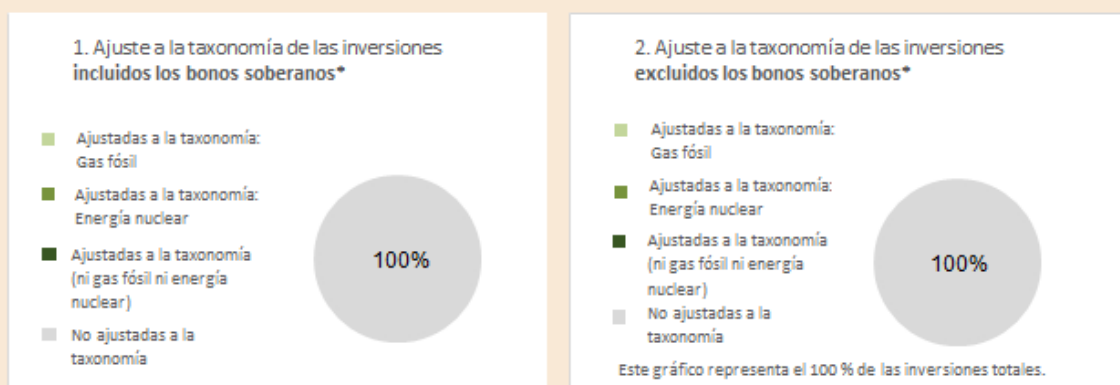 1. Ajuste a la taxonomía de las inversiones
incluidos los bonos soberanos*
Ajustadas a la taxonomía:
Gas fósil
Ajustadas a la taxonomía:
Energía nuclear
Ajustadas a la taxonomía
(ni gas fósil ni energía
nuclear)
No ajustadas a la
taxonomía
100%
2. Ajuste a la taxonomía de las inversiones
excluidos los bonos soberanos*
Ajustadas a la taxonomía:
Gas fósil
Ajustadas a la taxonomía:
Energía nuclear
Ajustadas a la taxonomía
(ni gas fósil ni energía
nuclear)
No ajustadas a la
taxonomía
100%
Este gráfico representa el 100 % de las inversiones totales.